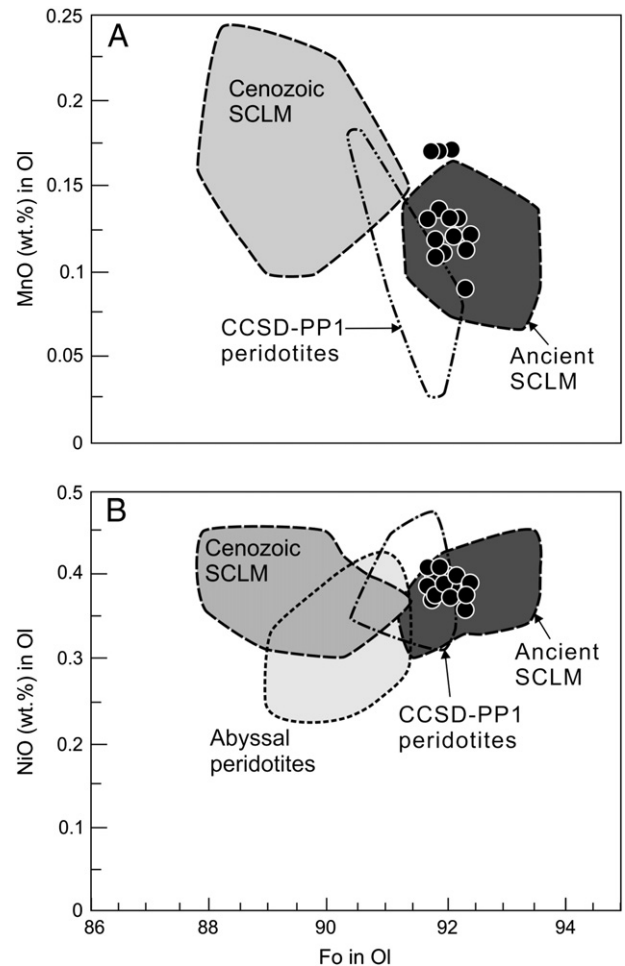 A
0.25
0.2
0.15
0.1
0.05
0
MnO (wt.%) in Ol
Cenozoic
SCLM
CCSD-PP1
peridotites
Ancient
SCLM
B
0.5
0.4
0.3
0.2
0.1
0
NiO (wt.%) in Ol
Cenozoic
SCLM
Abyssal
peridotites
CCSD-PP1
peridotites
Ancient
SCLM
86 88 90 92 94
Fo in Ol